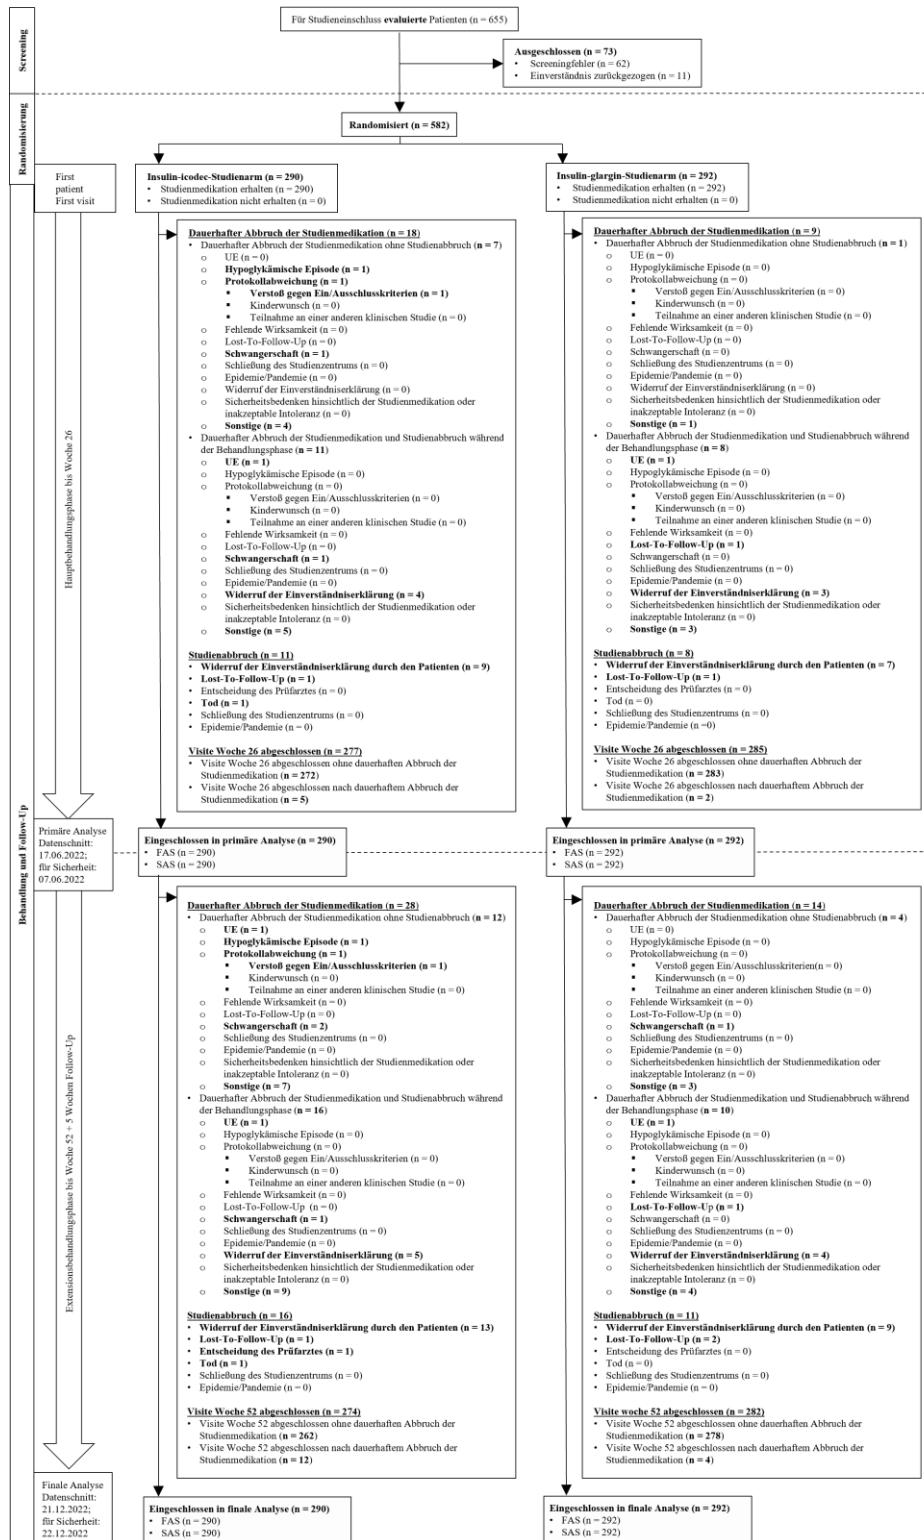 Für Studieneinschluss evaluierte Patienten (n = 655)
Screening
Ausgeschlossen (n = 73)
• Screeningfehler (n = 62)
• Einverständnis zurückgezogen (n = 11)
Randomisierung
Randomisiert (n = 582)
First
patient
First visit
Insulin-icodec-Studienarm (n = 290)
• Studienmedikation erhalten (n = 290)
• Studienmedikation nicht erhalten (n = 0)
Insulin-glargin-Studienarm (n = 292)
• Studienmedikation erhalten (n = 292)
• Studienmedikation nicht erhalten (n = 0)
Behandlung und Follow-Up
Hauptbehandlungsphase bis Woche 26
Dauerhafter Abbruch der Studienmedikation (n = 18)
• Dauerhafter Abbruch der Studienmedikation ohne Studienabbruch (n = 7)
o UE (n = 0)
o Hypoglykämische Episode (n = 1)
o Protokollabweichung (n = 1)
▪ Verstoß gegen Ein/Ausschlusskriterien (n = 1)
▪ Kinderwunsch (n = 0)
▪ Teilnahme an einer anderen klinischen Studie (n = 0)
o Fehlende Wirksamkeit (n = 0)
o Lost-To-Follow-Up (n = 0)
o Schwangerschaft (n = 1)
o Schließung des Studienzentrums (n = 0)
o Epidemie/Pandemie (n = 0)
o Widerruf der Einverständniserklärung (n = 0)
o Sicherheitsbedenken hinsichtlich der Studienmedikation oder
inakzeptable Intoleranz (n = 0)
o Sonstige (n = 4)
• Dauerhafter Abbruch der Studienmedikation und Studienabbruch während
der Behandlungsphase (n = 11)
o UE (n = 1)
o Hypoglykämische Episode (n = 0)
o Protokollabweichung (n = 0)
▪ Verstoß gegen Ein/Ausschlusskriterien (n = 0)
▪ Kinderwunsch (n = 0)
▪ Teilnahme an einer anderen klinischen Studie (n = 0)
o Fehlende Wirksamkeit (n = 0)
o Lost-To-Follow-Up (n = 0)
o Schwangerschaft (n = 1)
o Schließung des Studienzentrums (n = 0)
o Epidemie/Pandemie (n = 0)
o Widerruf der Einverständniserklärung (n = 4)
o Sicherheitsbedenken hinsichtlich der Studienmedikation oder
inakzeptable Intoleranz (n = 0)
o Sonstige (n = 5)
Studienabbruch (n = 11)
• Widerruf der Einverständniserklärung durch den Patienten (n = 9)
• Lost-To-Follow-Up (n = 1)
• Entscheidung des Prüfarztes (n = 0)
• Tod (n = 1)
• Schließung des Studienzentrums (n = 0)
• Epidemie/Pandemie (n = 0)
Visite Woche 26 abgeschlossen (n = 277)
• Visite Woche 26 abgeschlossen ohne dauerhaften Abbruch der
Studienmedikation (n = 272)
• Visite Woche 26 abgeschlossen nach dauerhaftem Abbruch der
Studienmedikation (n = 5)
Dauerhafter Abbruch der Studienmedikation (n = 9)
• Dauerhafter Abbruch der Studienmedikation ohne Studienabbruch (n = 1)
o UE (n = 0)
o Hypoglykämische Episode (n = 0)
o Protokollabweichung (n = 0)
▪ Verstoß gegen Ein/Ausschlusskriterien (n = 0)
▪ Kinderwunsch (n = 0)
▪ Teilnahme an einer anderen klinischen Studie (n = 0)
o Fehlende Wirksamkeit (n = 0)
o Lost-To-Follow-Up (n = 0)
o Schwangerschaft (n = 0)
o Schließung des Studienzentrums (n = 0)
o Epidemie/Pandemie (n = 0)
o Widerruf der Einverständniserklärung (n = 0)
o Sicherheitsbedenken hinsichtlich der Studienmedikation oder
inakzeptable Intoleranz (n = 0)
o Sonstige (n = 1)
• Dauerhafter Abbruch der Studienmedikation und Studienabbruch während
der Behandlungsphase (n = 8)
o UE (n = 1)
o Hypoglykämische Episode (n = 0)
o Protokollabweichung (n = 0)
▪ Verstoß gegen Ein/Ausschlusskriterien (n = 0)
▪ Kinderwunsch (n = 0)
▪ Teilnahme an einer anderen klinischen Studie (n = 0)
o Fehlende Wirksamkeit (n = 0)
o Lost-To-Follow-Up (n = 1)
o Schwangerschaft (n = 0)
o Schließung des Studienzentrums (n = 0)
o Epidemie/Pandemie (n = 0)
o Widerruf der Einverständniserklärung (n = 3)
o Sicherheitsbedenken hinsichtlich der Studienmedikation oder
inakzeptable Intoleranz (n = 0)
o Sonstige (n = 3)
Studienabbruch (n = 8)
• Widerruf der Einverständniserklärung durch den Patienten (n = 7)
• Lost-To-Follow-Up (n = 1)
• Entscheidung des Prüfarztes (n = 0)
• Tod (n = 0)
• Schließung des Studienzentrums (n = 0)
• Epidemie/Pandemie (n =0)
Visite Woche 26 abgeschlossen (n = 285)
• Visite Woche 26 abgeschlossen ohne dauerhaften Abbruch der
Studienmedikation (n = 283)
• Visite Woche 26 abgeschlossen nach dauerhaftem Abbruch der
Studienmedikation (n = 2)
Primäre Analyse
Datenschnitt:
17.06.2022;
für Sicherheit:
07.06.2022
Eingeschlossen in primäre Analyse (n = 290)
• FAS (n = 290)
• SAS (n = 290)
Eingeschlossen in primäre Analyse (n = 292)
• FAS (n = 292)
• SAS (n = 292)
Extensionsbehandlungsphase bis Woche 52 + 5 Wochen Follow-Up
Dauerhafter Abbruch der Studienmedikation (n = 28)
• Dauerhafter Abbruch der Studienmedikation ohne Studienabbruch (n = 12)
o UE (n = 1)
o Hypoglykämische Episode (n = 1)
o Protokollabweichung (n = 1)
▪ Verstoß gegen Ein/Ausschlusskriterien (n = 1)
▪ Kinderwunsch (n = 0)
▪ Teilnahme an einer anderen klinischen Studie (n = 0)
o Fehlende Wirksamkeit (n = 0)
o Lost-To-Follow-Up (n = 0)
o Schwangerschaft (n = 2)
o Schließung des Studienzentrums (n = 0)
o Epidemie/Pandemie (n = 0)
o Sicherheitsbedenken hinsichtlich der Studienmedikation oder
inakzeptable Intoleranz (n = 0)
o Sonstige (n = 7)
• Dauerhafter Abbruch der Studienmedikation und Studienabbruch während
der Behandlungsphase (n = 16)
o UE (n = 1)
o Hypoglykämische Episode (n = 0)
o Protokollabweichung (n = 0)
▪ Verstoß gegen Ein/Ausschlusskriterien (n = 0)
▪ Kinderwunsch (n = 0)
▪ Teilnahme an einer anderen klinischen Studie (n = 0)
o Fehlende Wirksamkeit (n = 0)
o Lost-To-Follow-Up (n = 0)
o Schwangerschaft (n = 1)
o Schließung des Studienzentrums (n = 0)
o Epidemie/Pandemie (n = 0)
o Widerruf der Einverständniserklärung (n = 5)
o Sicherheitsbedenken hinsichtlich der Studienmedikation oder
inakzeptable Intoleranz (n = 0)
o Sonstige (n = 9)
Studienabbruch (n = 16)
• Widerruf der Einverständniserklärung durch den Patienten (n = 13)
• Lost-To-Follow-Up (n = 1)
• Entscheidung des Prüfarztes (n = 1)
• Tod (n = 1)
• Schließung des Studienzentrums (n = 0)
• Epidemie/Pandemie (n = 0)
Visite Woche 52 abgeschlossen (n = 274)
• Visite Woche 52 abgeschlossen ohne dauerhaften Abbruch der
Studienmedikation (n = 262)
• Visite Woche 52 abgeschlossen nach dauerhaftem Abbruch der
Studienmedikation (n = 12)
Dauerhafter Abbruch der Studienmedikation (n = 14)
• Dauerhafter Abbruch der Studienmedikation ohne Studienabbruch (n = 4)
o UE (n = 0)
o Hypoglykämische Episode (n = 0)
o Protokollabweichung (n = 0)
▪ Verstoß gegen Ein/Ausschlusskriterien(n = 0)
▪ Kinderwunsch (n = 0)
▪ Teilnahme an einer anderen klinischen Studie (n = 0)
o Fehlende Wirksamkeit (n = 0)
o Lost-To-Follow-Up (n = 0)
o Schwangerschaft (n = 1)
o Schließung des Studienzentrums (n = 0)
o Epidemie/Pandemie (n = 0)
o Sicherheitsbedenken hinsichtlich der Studienmedikation oder
inakzeptable Intoleranz (n = 0)
o Sonstige (n = 3)
• Dauerhafter Abbruch der Studienmedikation und Studienabbruch während
der Behandlungsphase (n = 10)
o UE (n = 1)
o Hypoglykämische Episode (n = 0)
o Protokollabweichung (n = 0)
▪ Verstoß gegen Ein/Ausschlusskriterien (n = 0)
▪ Kinderwunsch (n = 0)
▪ Teilnahme an einer anderen klinischen Studie (n = 0)
o Fehlende Wirksamkeit (n = 0)
o Lost-To-Follow-Up (n = 1)
o Schwangerschaft (n = 0)
o Schließung des Studienzentrums (n = 0)
o Epidemie/Pandemie (n = 0)
o Widerruf der Einverständniserklärung (n = 4)
o Sicherheitsbedenken hinsichtlich der Studienmedikation oder
inakzeptable Intoleranz (n = 0)
o Sonstige (n = 4)
Studienabbruch (n = 11)
• Widerruf der Einverständniserklärung durch den Patienten (n = 9)
• Lost-To-Follow-Up (n = 2)
• Entscheidung des Prüfarztes (n = 0)
• Tod (n = 0)
• Schließung des Studienzentrums (n = 0)
• Epidemie/Pandemie (n = 0)
Visite woche 52 abgeschlossen (n = 282)
• Visite Woche 52 abgeschlossen ohne dauerhaften Abbruch der
Studienmedikation (n = 278)
• Visite Woche 52 abgeschlossen nach dauerhaftem Abbruch der
Studienmedikation (n = 4)
Finale Analyse
Datenschnitt:
21.12.2022;
für Sicherheit:
22.12.2022
Eingeschlossen in finale Analyse (n = 290)
• FAS (n = 290)
• SAS (n = 290)
Eingeschlossen in finale Analyse (n = 292)
• FAS (n = 292)
• SAS (n = 292)